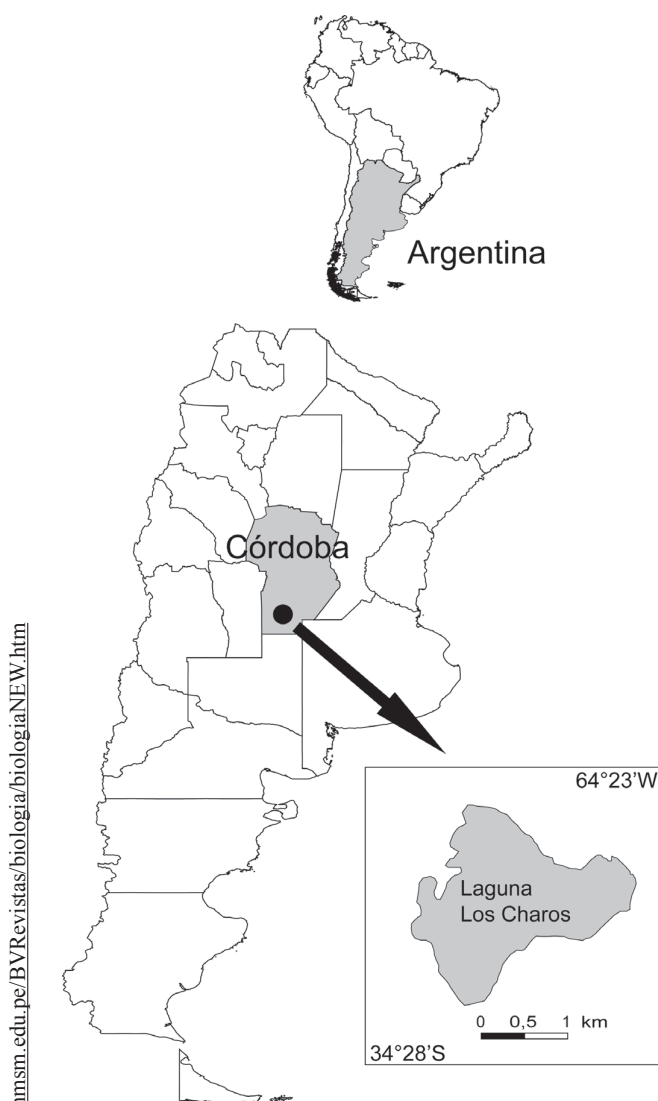 Argentina
Córdoba
64°23’W
Laguna
Los Charos
0 0,5 1 km
34°28’S
msm.edu.pe/BVRevistas/biologia/biologiaNEW.htm